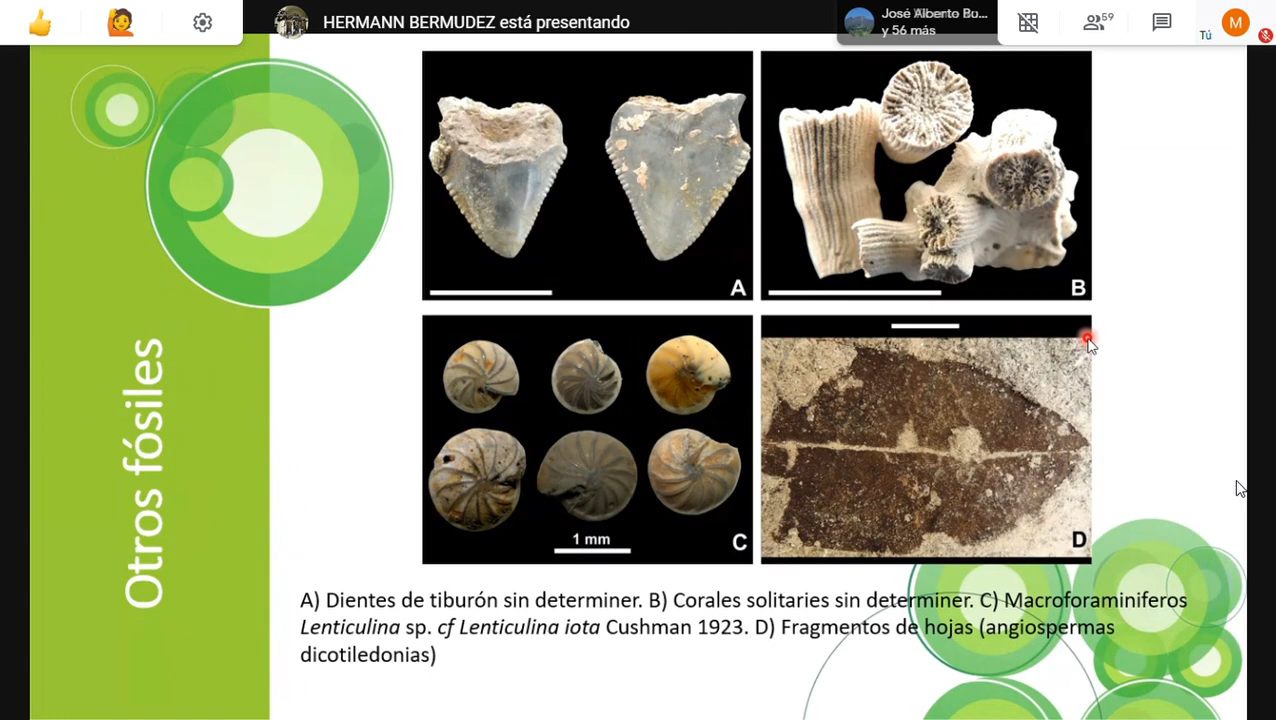 HERMANN BERMUDEZ está presentando
José Alberto Bu...
y 56 más
59
Tú
M
Otros fósiles
A
B
1 mm
C
D
A) Dientes de tiburón sin determiner. B) Corales solitaries sin determiner. C) Macroforaminiferos
Lenticulina sp. cf Lenticulina iota Cushman 1923. D) Fragmentos de hojas (angiospermas
dicotiledonias)